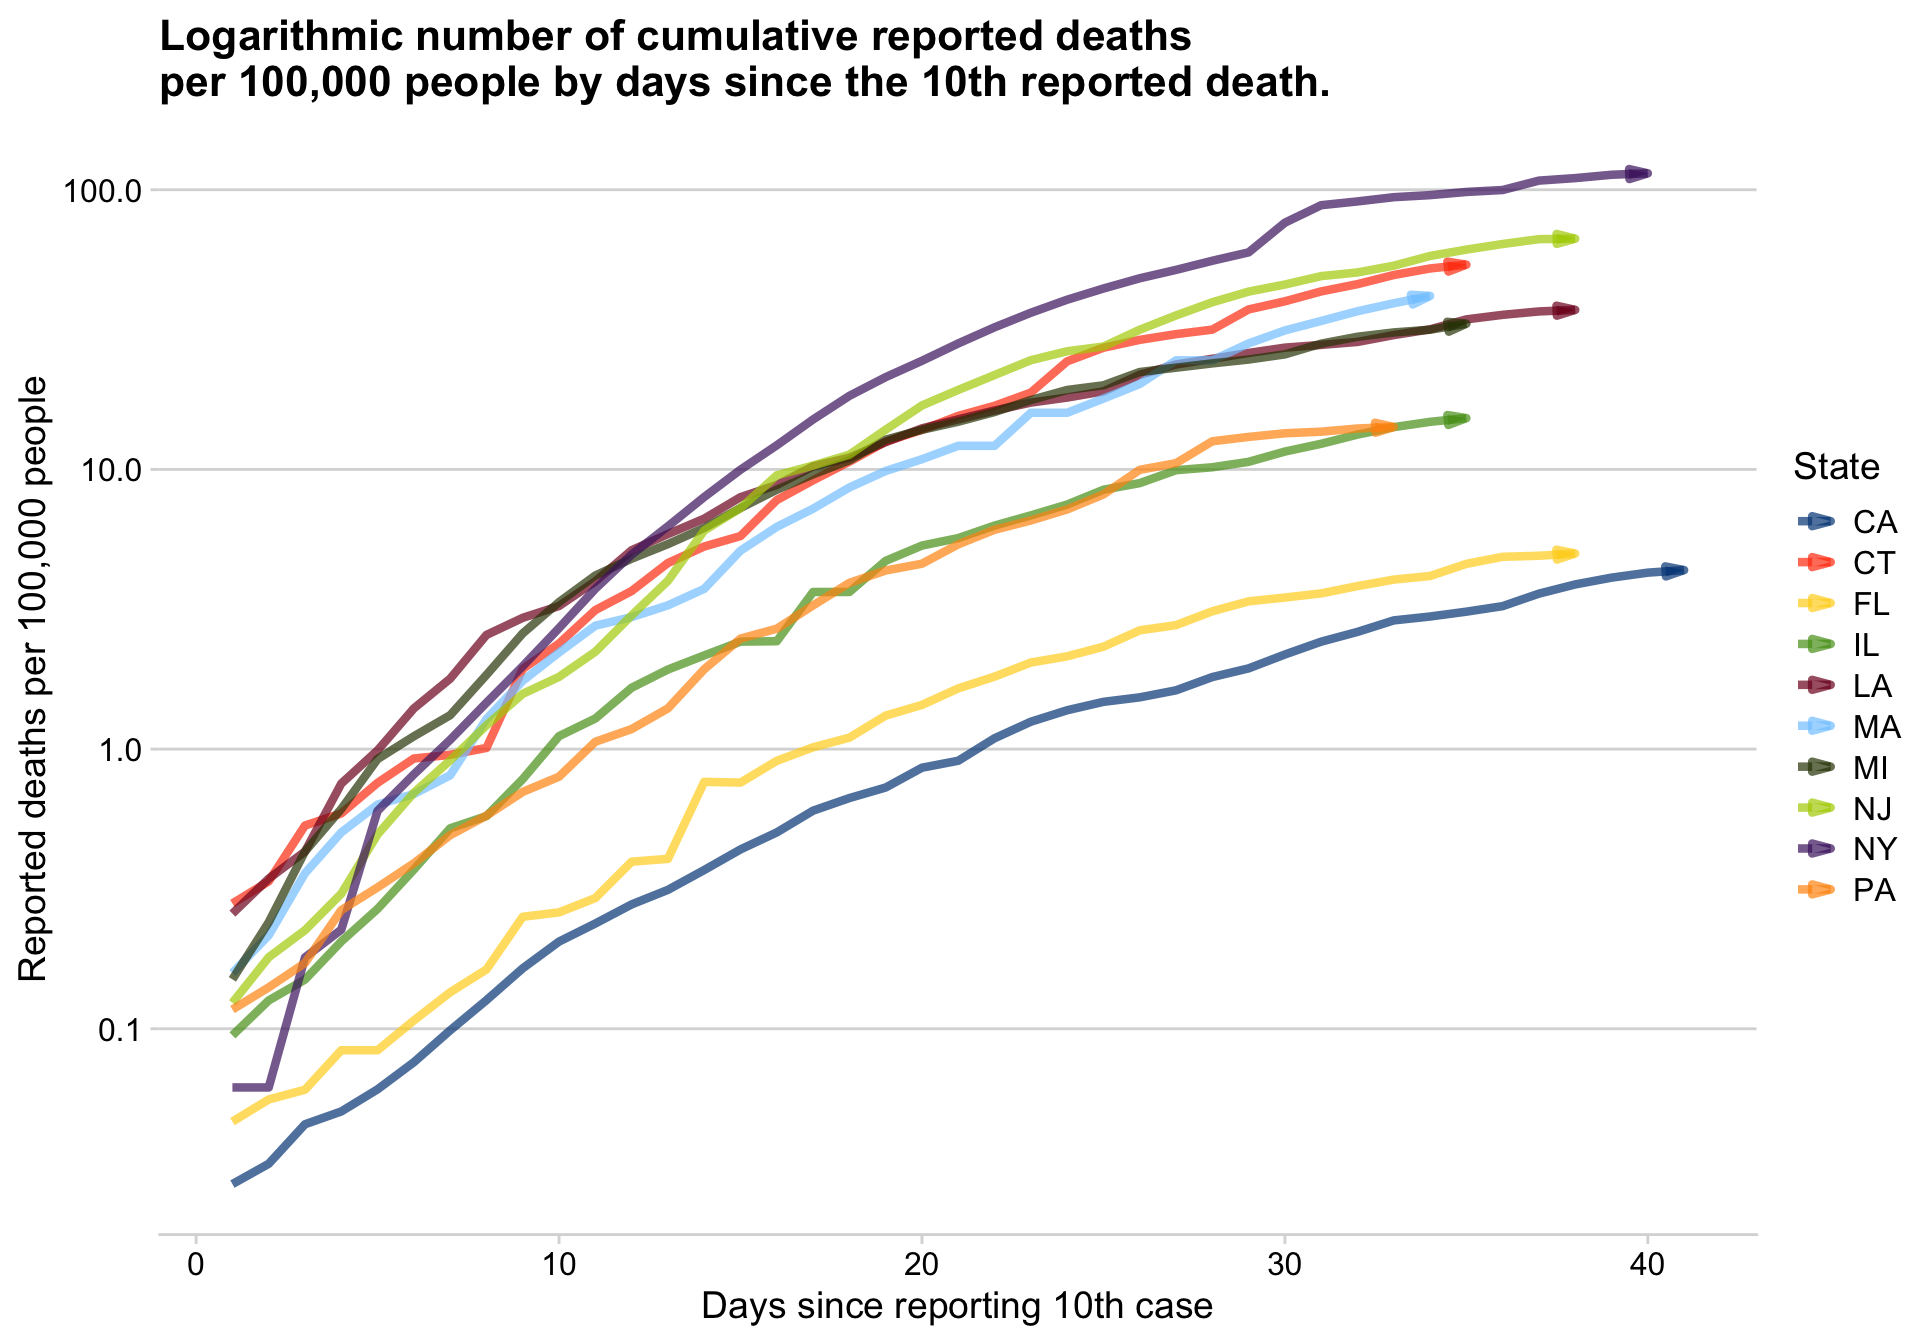 Logarithmic number of cumulative reported deaths
per 100,000 people by days since the 10th reported death.
Reported deaths per 100,000 people
100.0
10.0
1.0
0.1
0
10
20
30
40
Days since reporting 10th case
State
CA
CT
FL
IL
LA
MA
MI
NJ
NY
PA